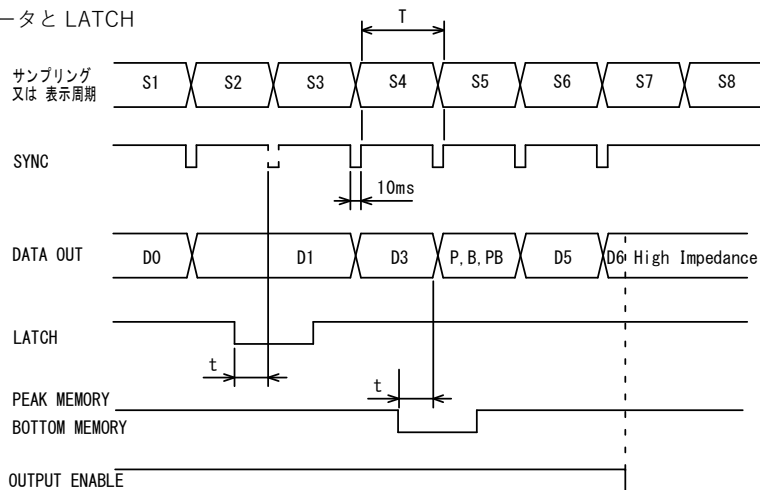 ータと LATCH
T
サンプリング
又は 表示周期
S1 S2 S3 S4 S5 S6 S7 S8
SYNC
10ms
DATA OUT
D0 D1 D3 P,B,PB D5 D6 High Impedance
LATCH
t
t
PEAK MEMORY
BOTTOM MEMORY
OUTPUT ENABLE